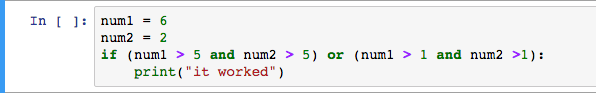 In [ ]: num1 = 6
num2 = 2
if (num1 > 5 and num2 > 5) or (num1 > 1 and num2 >1):
    print("it worked")